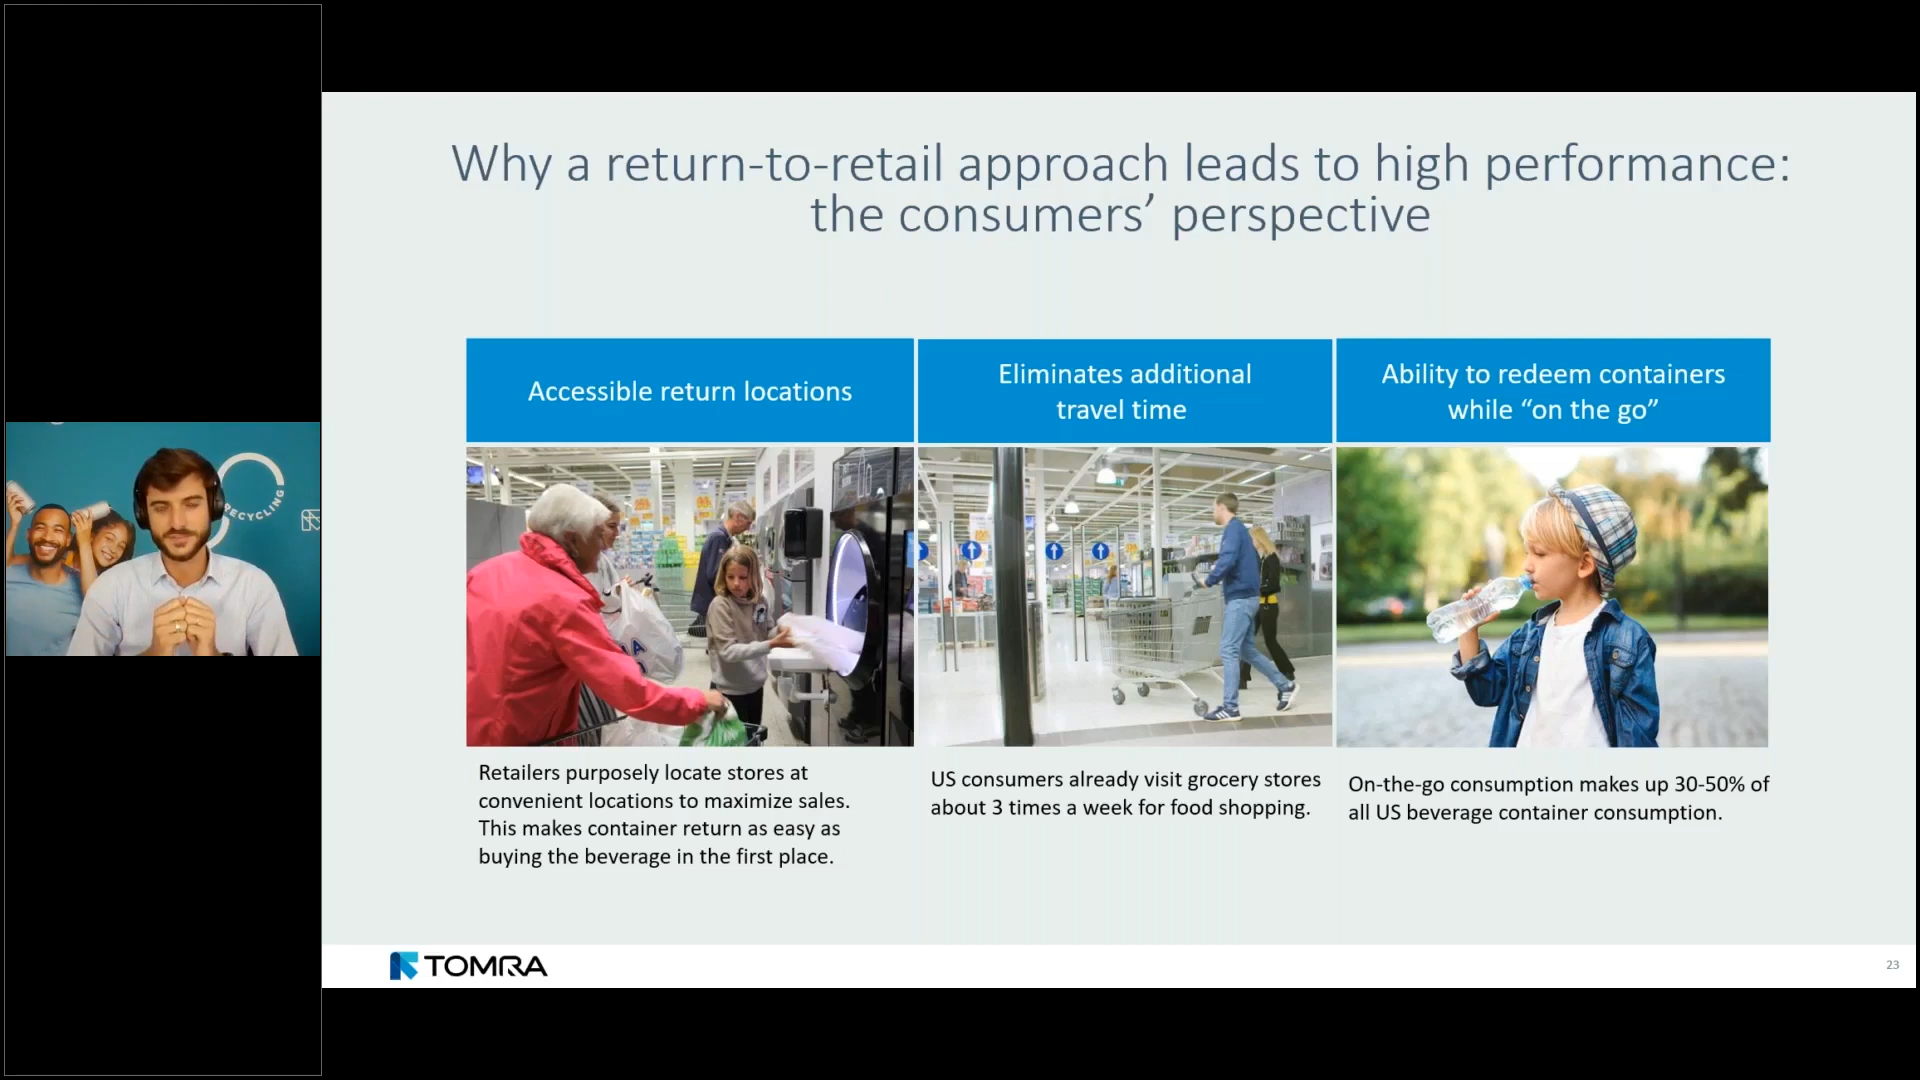 Why a return-to-retail approach leads to high performance:
the consumers’ perspective
Accessible return locations
Eliminates additional
travel time
Ability to redeem containers
while “on the go”
RECYCLING
Retailers purposely locate stores at
convenient locations to maximize sales.
This makes container return as easy as
buying the beverage in the first place.
US consumers already visit grocery stores
about 3 times a week for food shopping.
On-the-go consumption makes up 30-50% of
all US beverage container consumption.
TOMRA
23